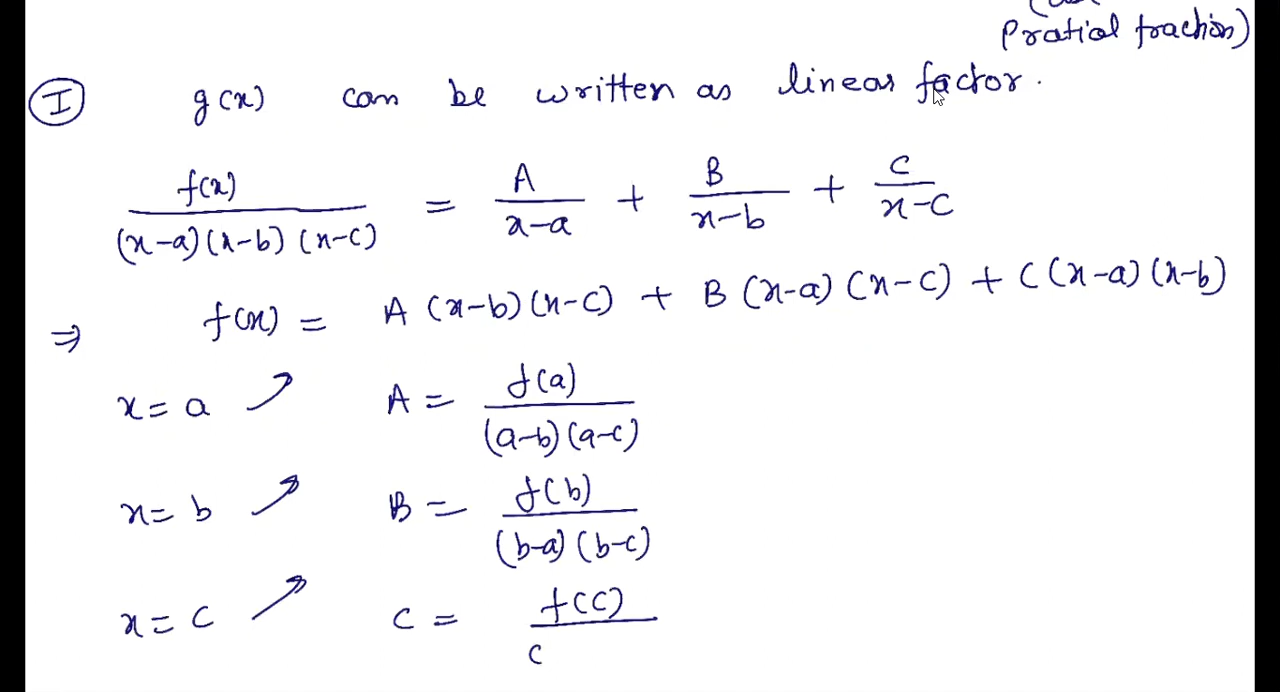 Pratial fraction)
I g(x) can be written as linear factor.
f(x)/((x-a)(x-b)(x-c)) = A/(x-a) + B/(x-b) + C/(x-c)
⇒ f(x) = A (x-b)(x-c) + B (x-a)(x-c) + C(x-a)(x-b)
x = a ↗ A = f(a)/((a-b)(a-c))
x = b ↗ B = f(b)/((b-a)(b-c))
x = c ↗ C = f(c)/(